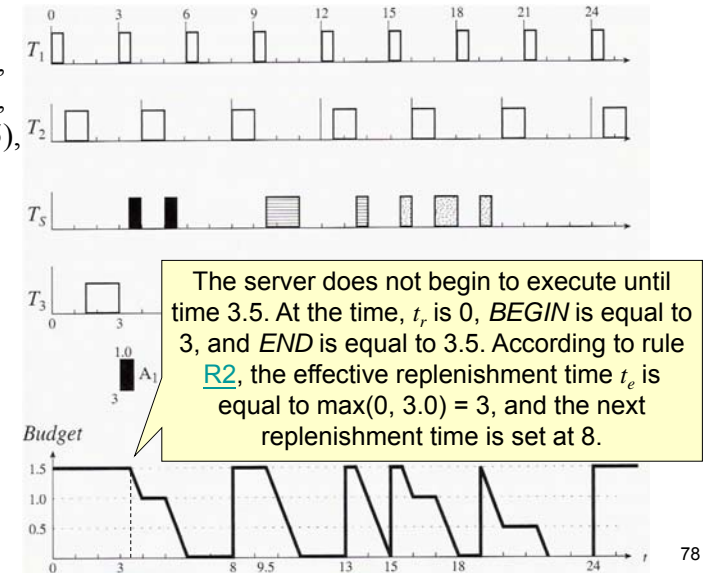 0 3 6 9 12 15 18 21 24
T1
,
,
T2
),
TS
T3
0 3
The server does not begin to execute until
time 3.5. At the time, tr is 0, BEGIN is equal to
3, and END is equal to 3.5. According to rule
R2, the effective replenishment time te is
equal to max(0, 3.0) = 3, and the next
replenishment time is set at 8.
1.0
A1
3
Budget
1.5
1.0
0.5
0 3 8 9.5 13 15 18 24 t
78